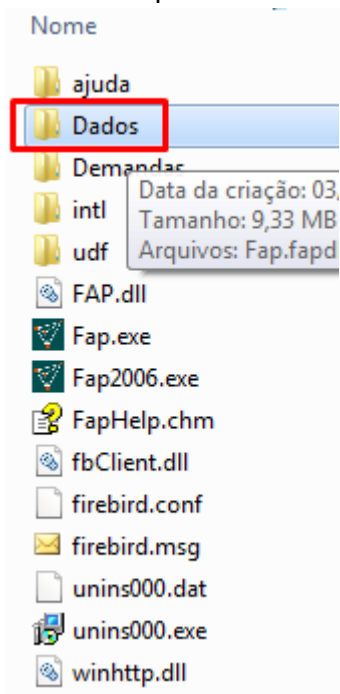 Nome
ajuda
Dados
Demandas
Data da criação: 03,
intl
Tamanho: 9,33 MB
udf
Arquivos: Fap.fapd
FAP.dll
Fap.exe
Fap2006.exe
FapHelp.chm
fbClient.dll
firebird.conf
firebird.msg
unins000.dat
unins000.exe
winhttp.dll